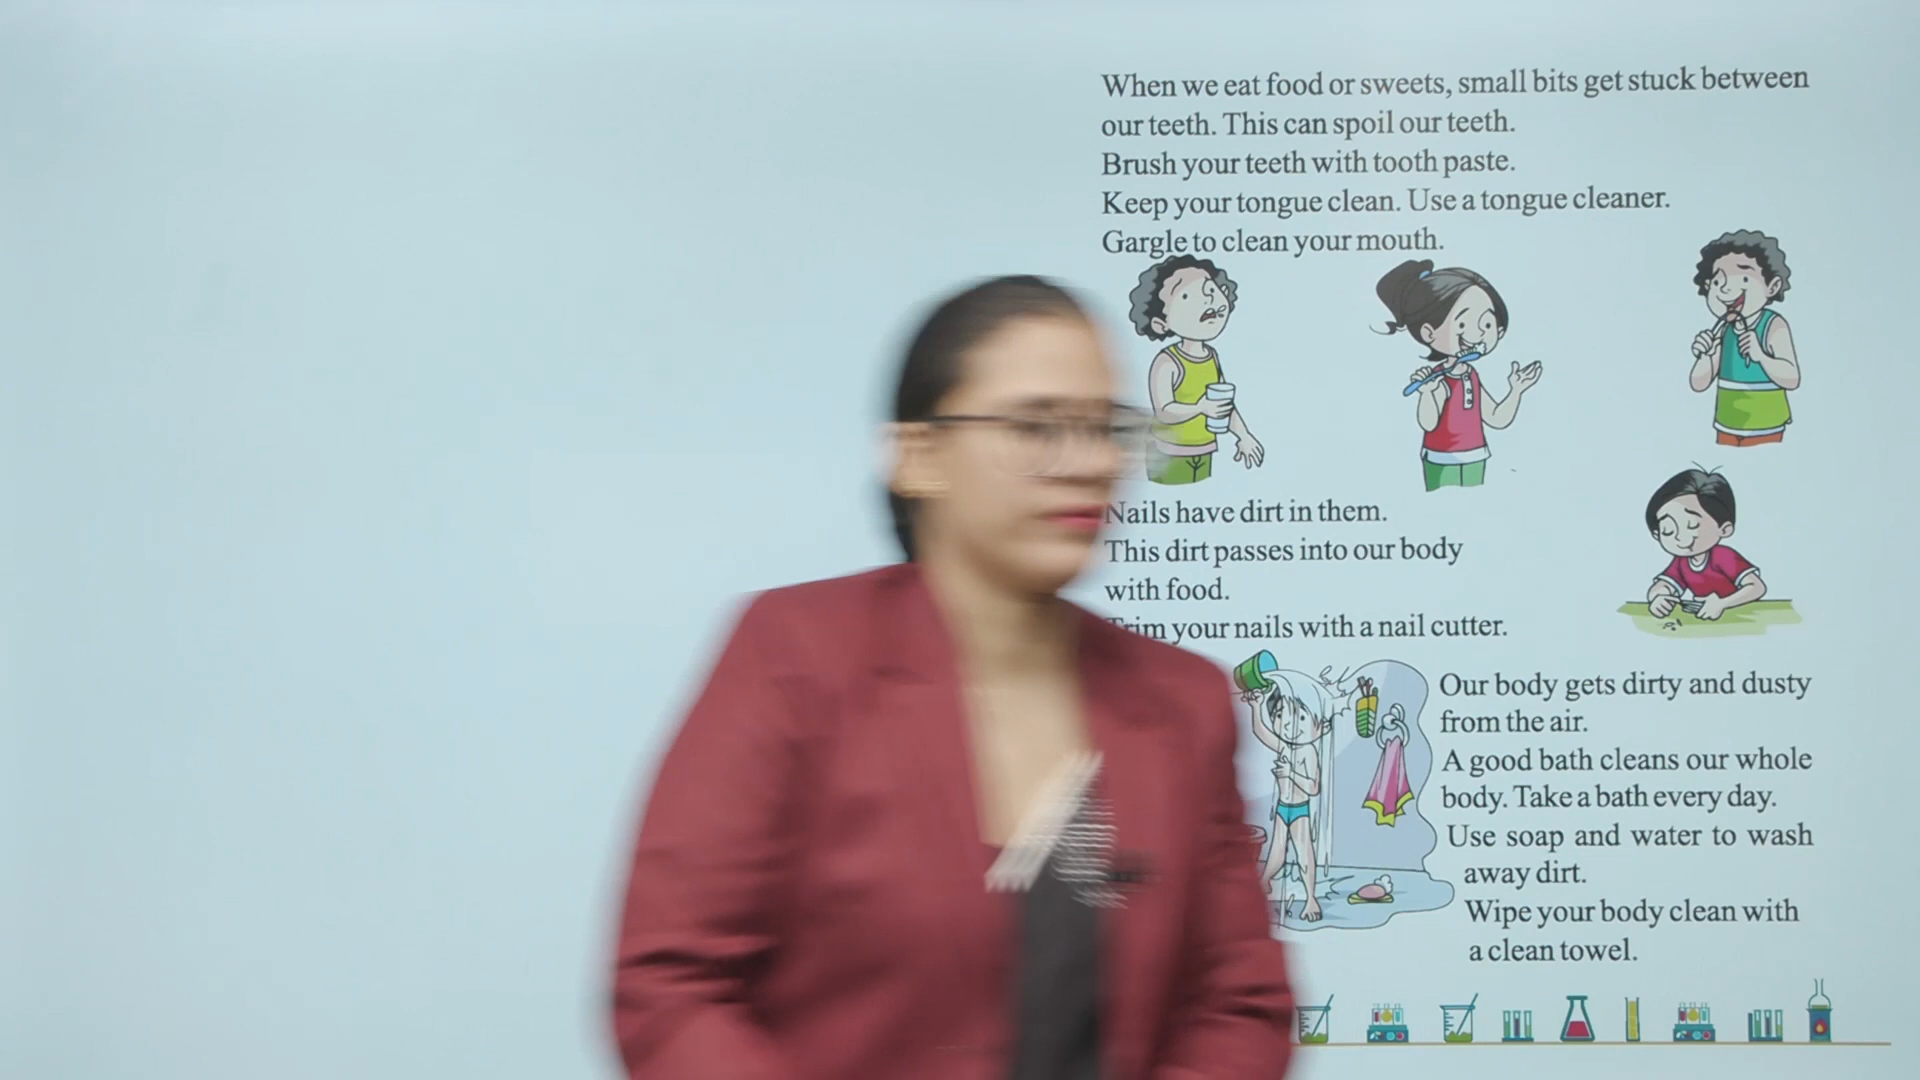 When we eat food or sweets, small bits get stuck between
our teeth. This can spoil our teeth.
Brush your teeth with tooth paste.
Keep your tongue clean. Use a tongue cleaner.
Gargle to clean your mouth.
Nails have dirt in them.
This dirt passes into our body
with food.
Trim your nails with a nail cutter.
Our body gets dirty and dusty
from the air.
A good bath cleans our whole
body. Take a bath every day.
Use soap and water to wash
away dirt.
Wipe your body clean with
a clean towel.